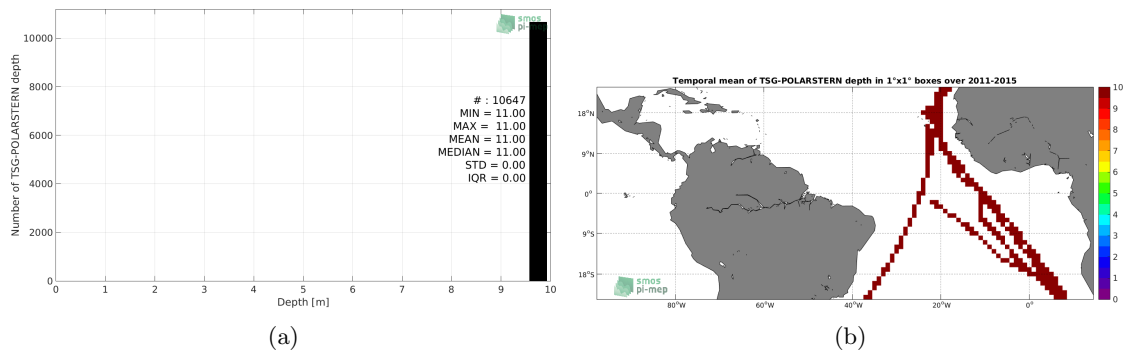 smos
pi-mep
10000
8000
6000
4000
2000
0
Number of TSG-POLARSTERN depth
# : 10647
MIN = 11.00
MAX = 11.00
MEAN = 11.00
MEDIAN = 11.00
STD = 0.00
IQR = 0.00
0 1 2 3 4 5 6 7 8 9 10
Depth [m]
(a)
Temporal mean of TSG-POLARSTERN depth in 1°x1° boxes over 2011-2015
18°N
9°N
0°
9°S
18°S
80°W 60°W 40°W 20°W 0°
smos
pi-mep
10
9
8
7
6
5
4
3
2
1
0
(b)